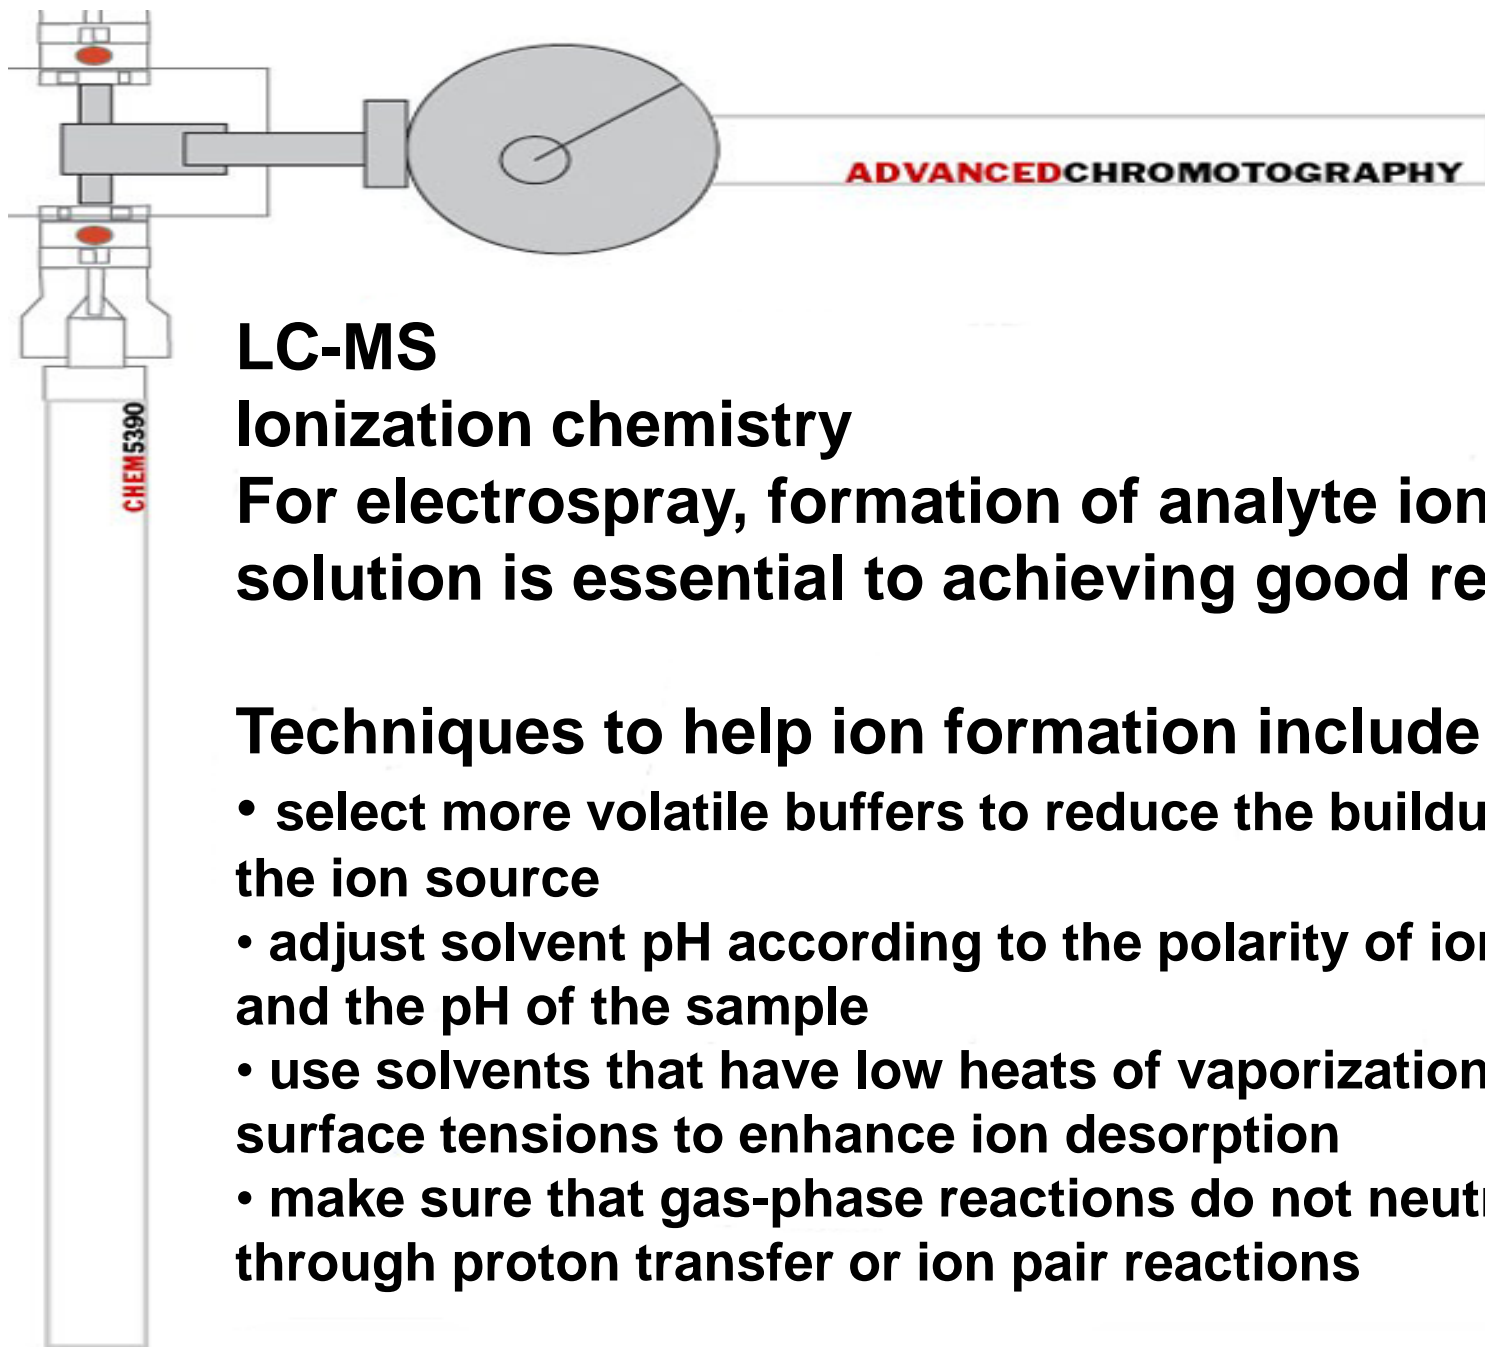 ADVANCEDCHROMOTOGRAPHY
CHEM5390
LC-MS
Ionization chemistry
For electrospray, formation of analyte ion
solution is essential to achieving good re
Techniques to help ion formation include
• select more volatile buffers to reduce the buildu
the ion source
• adjust solvent pH according to the polarity of ion
and the pH of the sample
• use solvents that have low heats of vaporization
surface tensions to enhance ion desorption
• make sure that gas-phase reactions do not neutr
through proton transfer or ion pair reactions